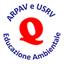 ARPAV e USRV
Q
Educazione Ambientale